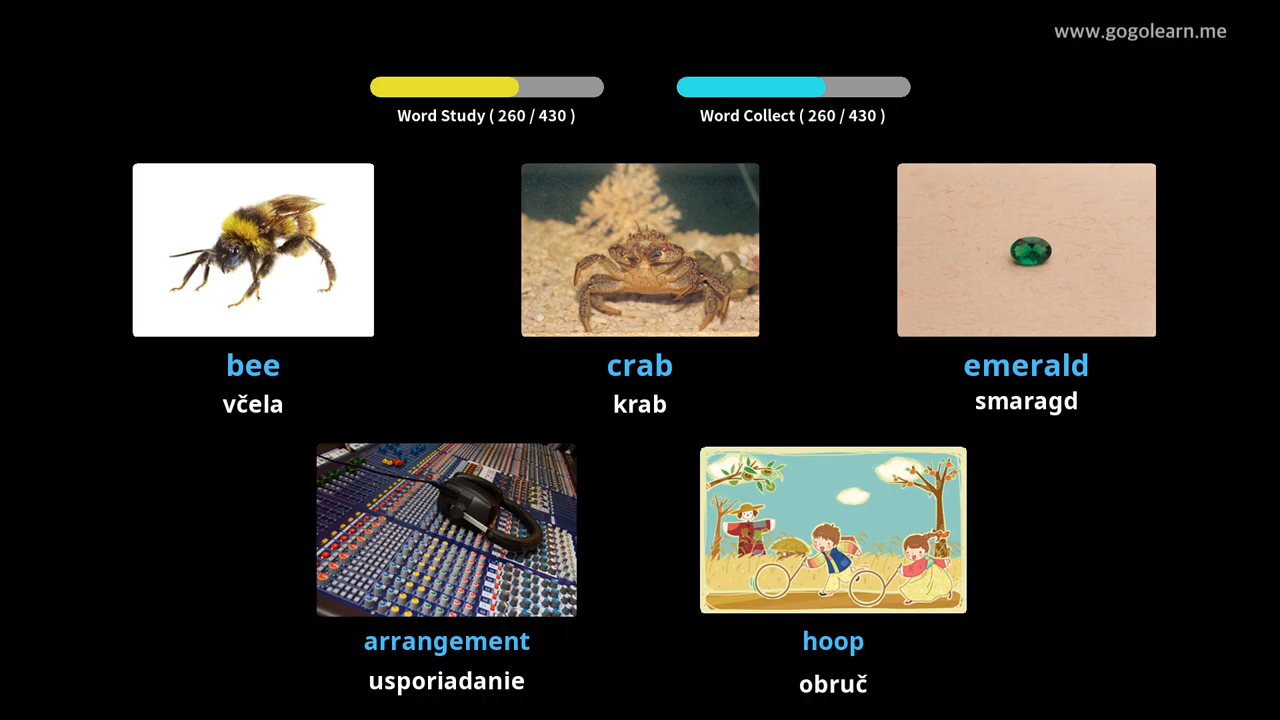 www.gogolearn.me
Word Study ( 260 / 430 )
Word Collect ( 260 / 430 )
bee
včela
crab
krab
emerald
smaragd
arrangement
usporiadanie
hoop
obruč